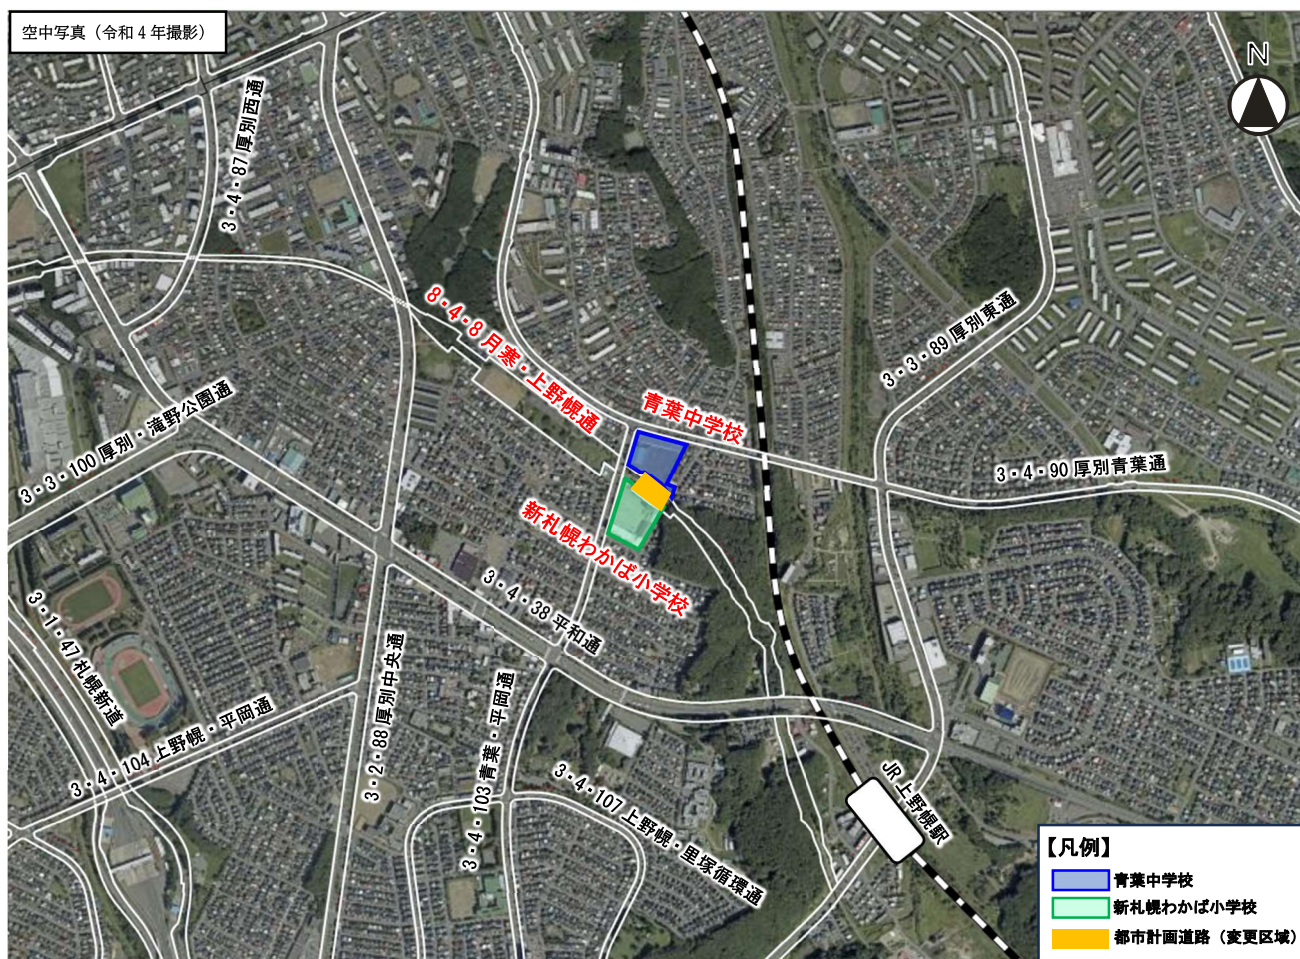 空中写真（令和４年撮影）
N
3・4・87 厚別西通
8・4・8 月寒・上野幌通
3・3・89 厚別東通
青葉中学校
3・3・100 厚別・滝野公園通
3・4・90 厚別青葉通
新札幌わかば小学校
3・4・38 平和通
3・1・47 札幌新道
3・2・88 厚別中央通
3・4・104 上野幌・平岡通
3・4・103 青葉・平岡通
3・4・107 上野幌・里塚循環通
JR 上野幌駅
【凡例】
青葉中学校
新札幌わかば小学校
都市計画道路（変更区域）